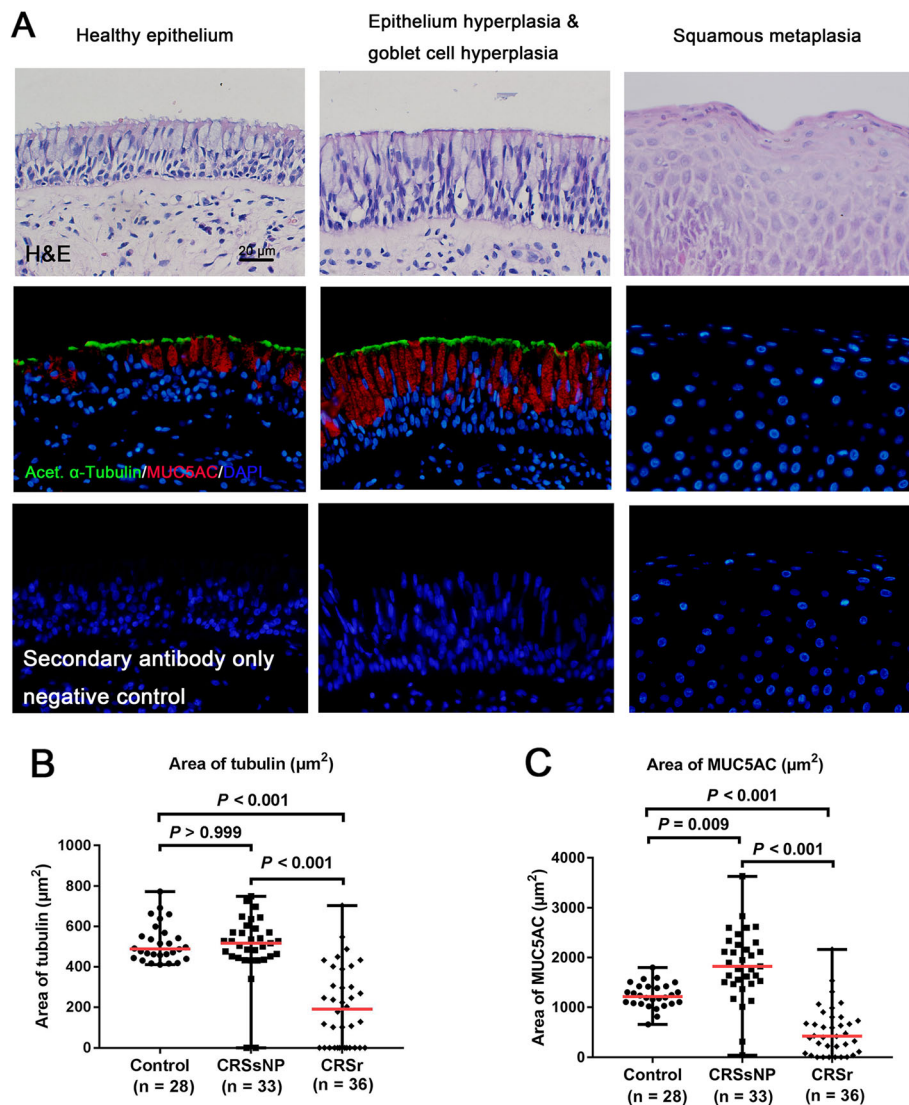 A
Healthy epithelium
Epithelium hyperplasia &
goblet cell hyperplasia
Squamous metaplasia
H&E
20 µm
Acet. α-Tubulin/MUC5AC/DAPI
Secondary antibody only
negative control
B
Area of tubulin (µm²)
P < 0.001
P > 0.999
P < 0.001
Area of tubulin (µm²)
1000
800
600
400
200
0
Control
(n = 28)
CRSsNP
(n = 33)
CRSr
(n = 36)
C
Area of MUC5AC (µm²)
P < 0.001
P = 0.009
P < 0.001
Area of MUC5AC (µm²)
4000
3000
2000
1000
0
Control
(n = 28)
CRSsNP
(n = 33)
CRSr
(n = 36)